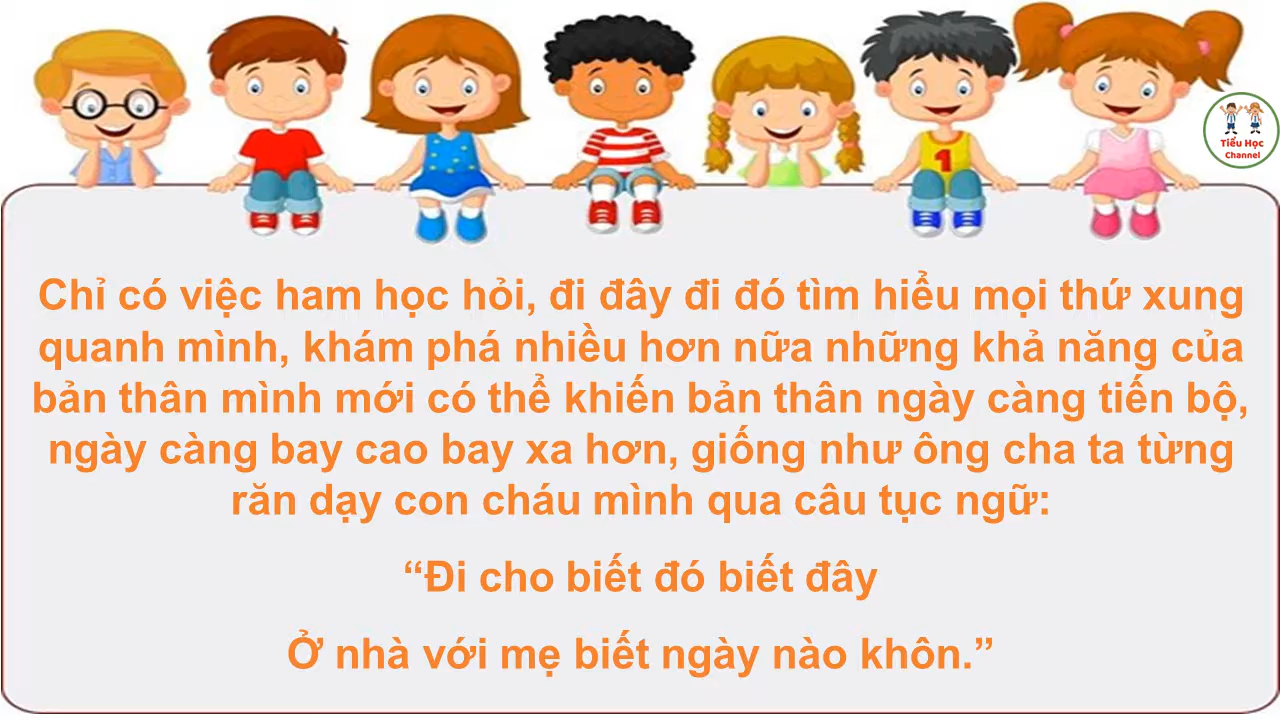 Tiểu Học
Channel
Chỉ có việc ham học hỏi, đi đây đi đó tìm hiểu mọi thứ xung
quanh mình, khám phá nhiều hơn nữa những khả năng của
bản thân mình mới có thể khiến bản thân ngày càng tiến bộ,
ngày càng bay cao bay xa hơn, giống như ông cha ta từng
răn dạy con cháu mình qua câu tục ngữ:
“Đi cho biết đó biết đây
Ở nhà với mẹ biết ngày nào khôn.”
1